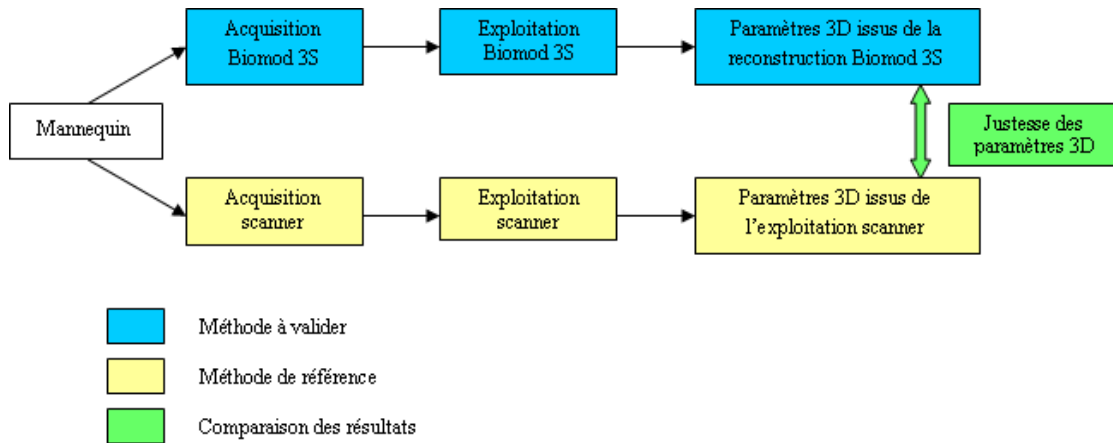 Acquisition
Biomod 3S
Exploitation
Biomod 3S
Paramètres 3D issus de la
reconstruction Biomod 3S
Mannequin
Justesse des
paramètres 3D
Acquisition
scanner
Exploitation
scanner
Paramètres 3D issus de
l'exploitation scanner
Méthode à valider
Méthode de référence
Comparaison des résultats